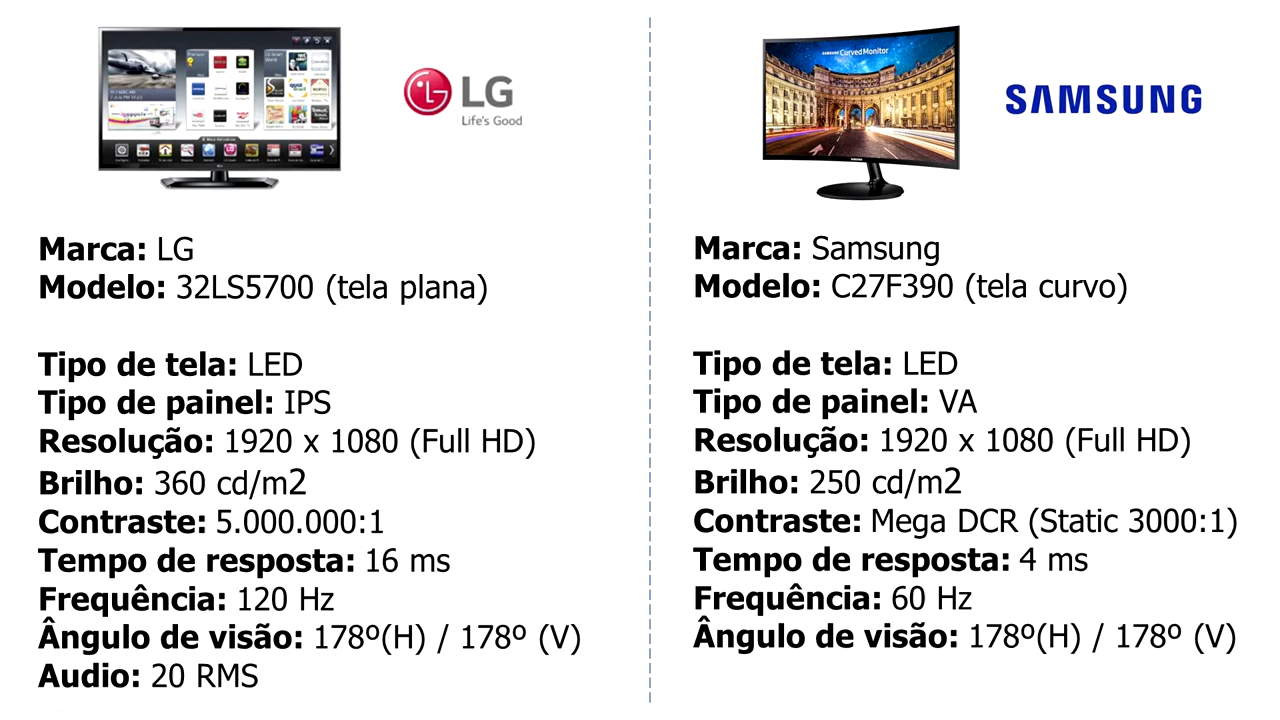 LG
Life's Good
SAMSUNG Curved Monitor
SAMSUNG
Marca: LG
Modelo: 32LS5700 (tela plana)
Tipo de tela: LED
Tipo de painel: IPS
Resolução: 1920 x 1080 (Full HD)
Brilho: 360 cd/m2
Contraste: 5.000.000:1
Tempo de resposta: 16 ms
Frequência: 120 Hz
Ângulo de visão: 178º(H) / 178º (V)
Audio: 20 RMS
Marca: Samsung
Modelo: C27F390 (tela curvo)
Tipo de tela: LED
Tipo de painel: VA
Resolução: 1920 x 1080 (Full HD)
Brilho: 250 cd/m2
Contraste: Mega DCR (Static 3000:1)
Tempo de resposta: 4 ms
Frequência: 60 Hz
Ângulo de visão: 178º(H) / 178º (V)